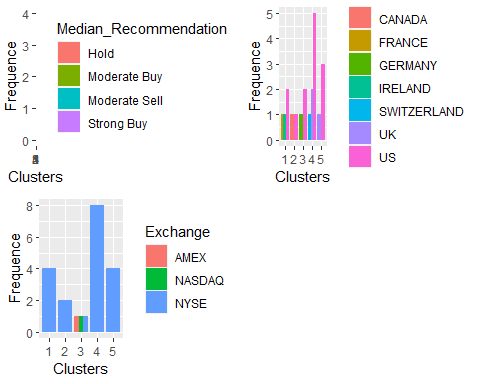 4
3
2
1
0
Frequence
Clusters
Median_Recommendation
Hold
Moderate Buy
Moderate Sell
Strong Buy
5
4
3
2
1
0
Frequence
1 2 3 4 5
Clusters
CANADA
FRANCE
GERMANY
IRELAND
SWITZERLAND
UK
US
8
6
4
2
0
Frequence
1 2 3 4 5
Clusters
Exchange
AMEX
NASDAQ
NYSE